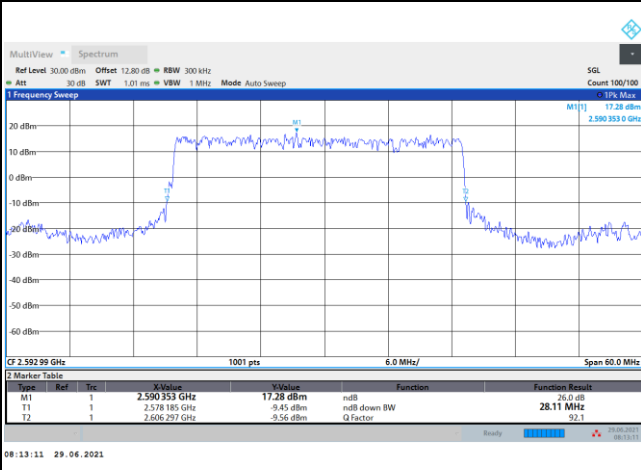 MultiView Spectrum
Ref Level 30.00 dBm Offset 12.80 dB RBW 300 kHz SGL
Att 30 dB SWT 1.01 ms VBW 1 MHz Mode Auto Sweep Count 100/100
1 Frequency Sweep 1Pk Max
M1[1] 17.28 dBm
2.590 353 0 GHz
M1
20 dBm
10 dBm
0 dBm
T1 T2
-10 dBm
-20 dBm
-30 dBm
-40 dBm
-50 dBm
-60 dBm
CF 2.592 99 GHz 1001 pts 6.0 MHz/ Span 60.0 MHz
2 Marker Table
Type Ref Trc X-Value Y-Value Function Function Result
M1 1 2.590 353 GHz 17.28 dBm ndB 26.0 dB
T1 1 2.578 185 GHz -9.45 dBm ndB down BW 28.11 MHz
T2 1 2.606 297 GHz -9.56 dBm Q Factor 92.1
Ready 29.06.2021
08:13:11
08:13:11 29.06.2021